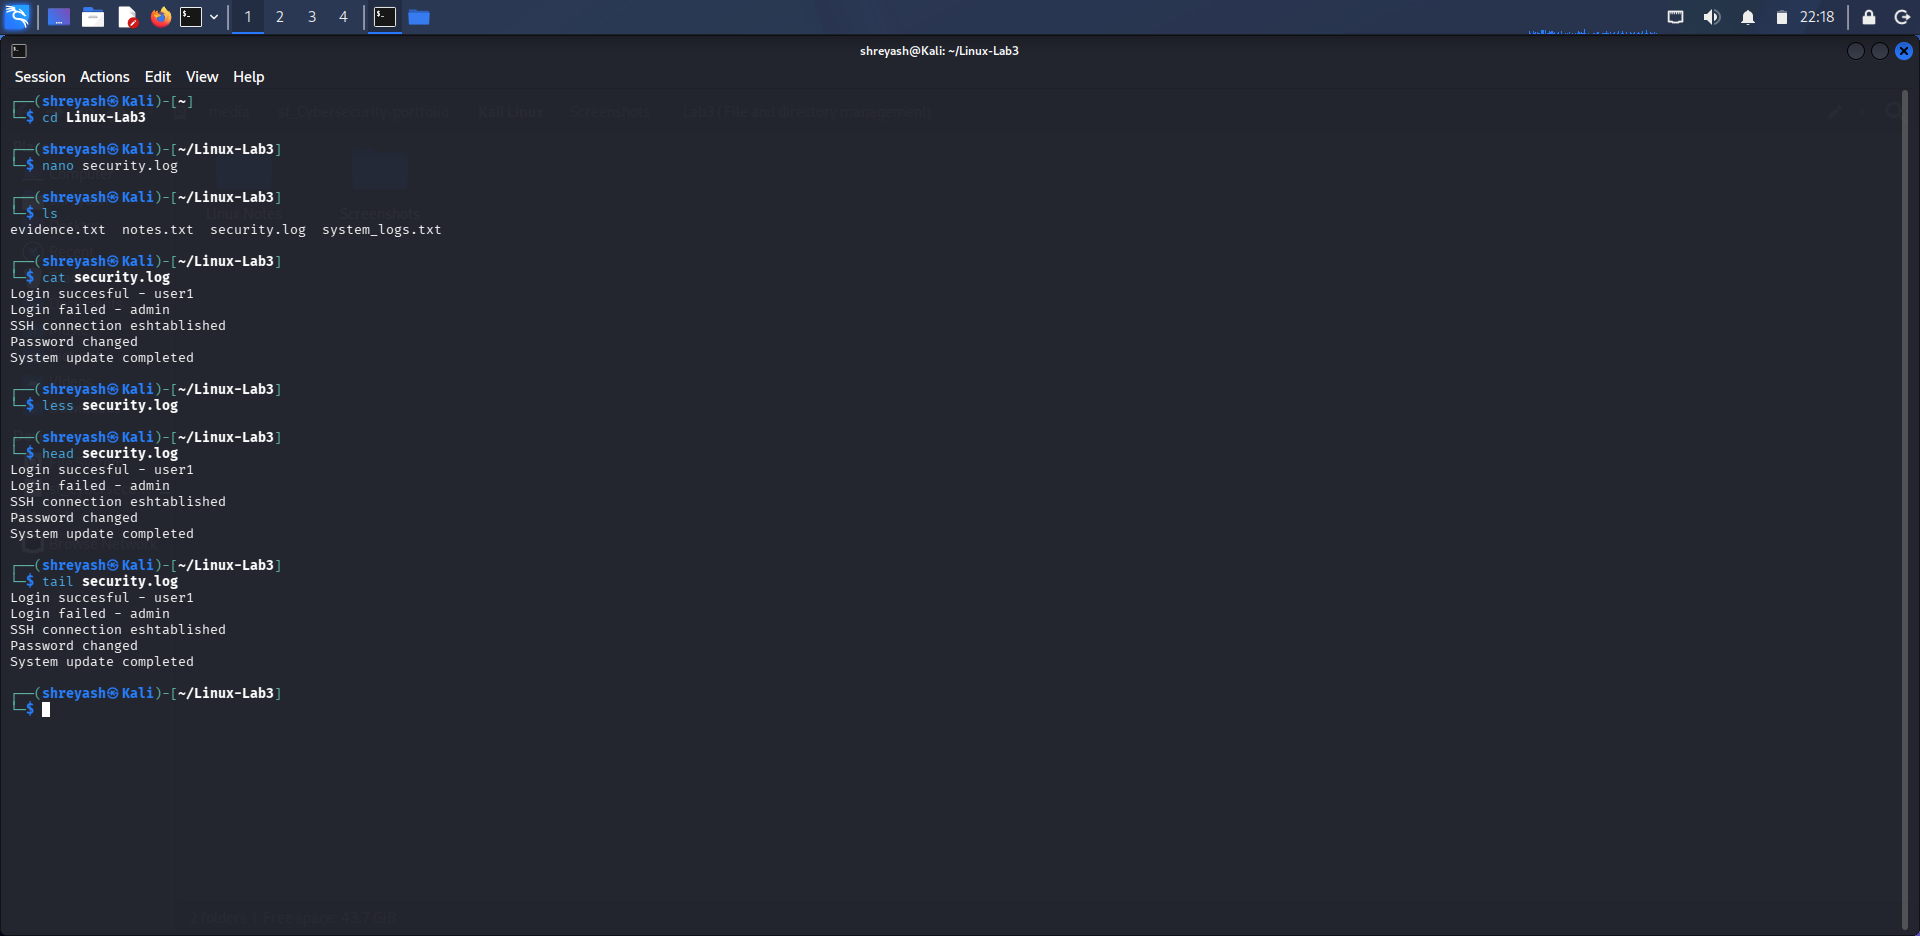 1 2 3 4
22:18
shreyash@Kali: ~/Linux-Lab3
Session Actions Edit View Help
┌──(shreyash㉿Kali)-[~]
└─$ cd Linux-Lab3
┌──(shreyash㉿Kali)-[~/Linux-Lab3]
└─$ nano security.log
┌──(shreyash㉿Kali)-[~/Linux-Lab3]
└─$ ls
evidence.txt  notes.txt  security.log  system_logs.txt
┌──(shreyash㉿Kali)-[~/Linux-Lab3]
└─$ cat security.log
Login succesful - user1
Login failed - admin
SSH connection eshtablished
Password changed
System update completed
┌──(shreyash㉿Kali)-[~/Linux-Lab3]
└─$ less security.log
┌──(shreyash㉿Kali)-[~/Linux-Lab3]
└─$ head security.log
Login succesful - user1
Login failed - admin
SSH connection eshtablished
Password changed
System update completed
┌──(shreyash㉿Kali)-[~/Linux-Lab3]
└─$ tail security.log
Login succesful - user1
Login failed - admin
SSH connection eshtablished
Password changed
System update completed
┌──(shreyash㉿Kali)-[~/Linux-Lab3]
└─$